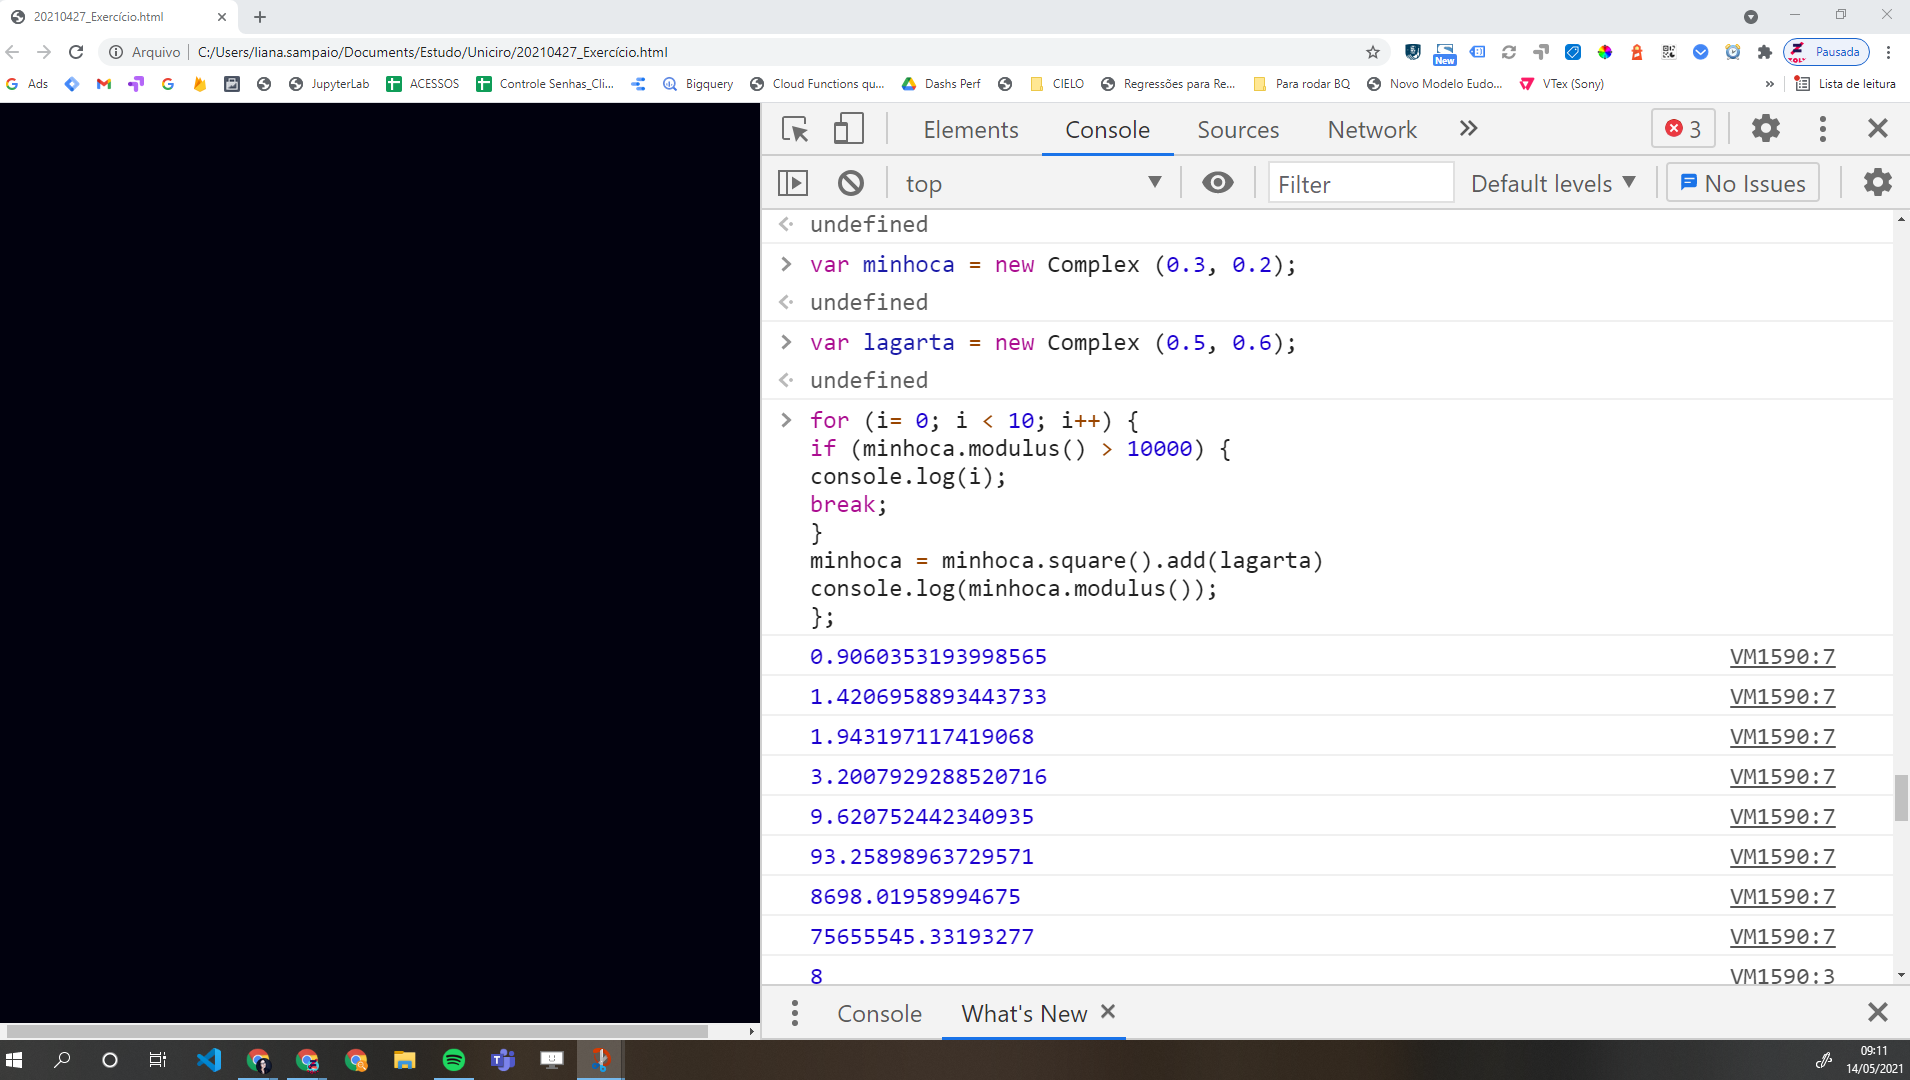 20210427_Exercício.html
Arquivo
C:/Users/liana.sampaio/Documents/Estudo/Uniciro/20210427_Exercício.html
New
Pausada
Ads
JupyterLab
ACESSOS
Controle Senhas_Cli...
Bigquery
Cloud Functions qu...
Dashs Perf
CIELO
Regressões para Re...
Para rodar BQ
Novo Modelo Eudo...
VTex (Sony)
»
Lista de leitura
Elements
Console
Sources
Network
3
top
Filter
Default levels
No Issues
undefined
var minhoca = new Complex (0.3, 0.2);
undefined
var lagarta = new Complex (0.5, 0.6);
undefined
for (i= 0; i < 10; i++) {
if (minhoca.modulus() > 10000) {
console.log(i);
break;
}
minhoca = minhoca.square().add(lagarta)
console.log(minhoca.modulus());
};
0.9060353193998565 VM1590:7
1.4206958893443733 VM1590:7
1.943197117419068 VM1590:7
3.2007929288520716 VM1590:7
9.620752442340935 VM1590:7
93.25898963729571 VM1590:7
8698.01958994675 VM1590:7
75655545.33193277 VM1590:7
8 VM1590:3
Console
What's New
09:11
14/05/2021